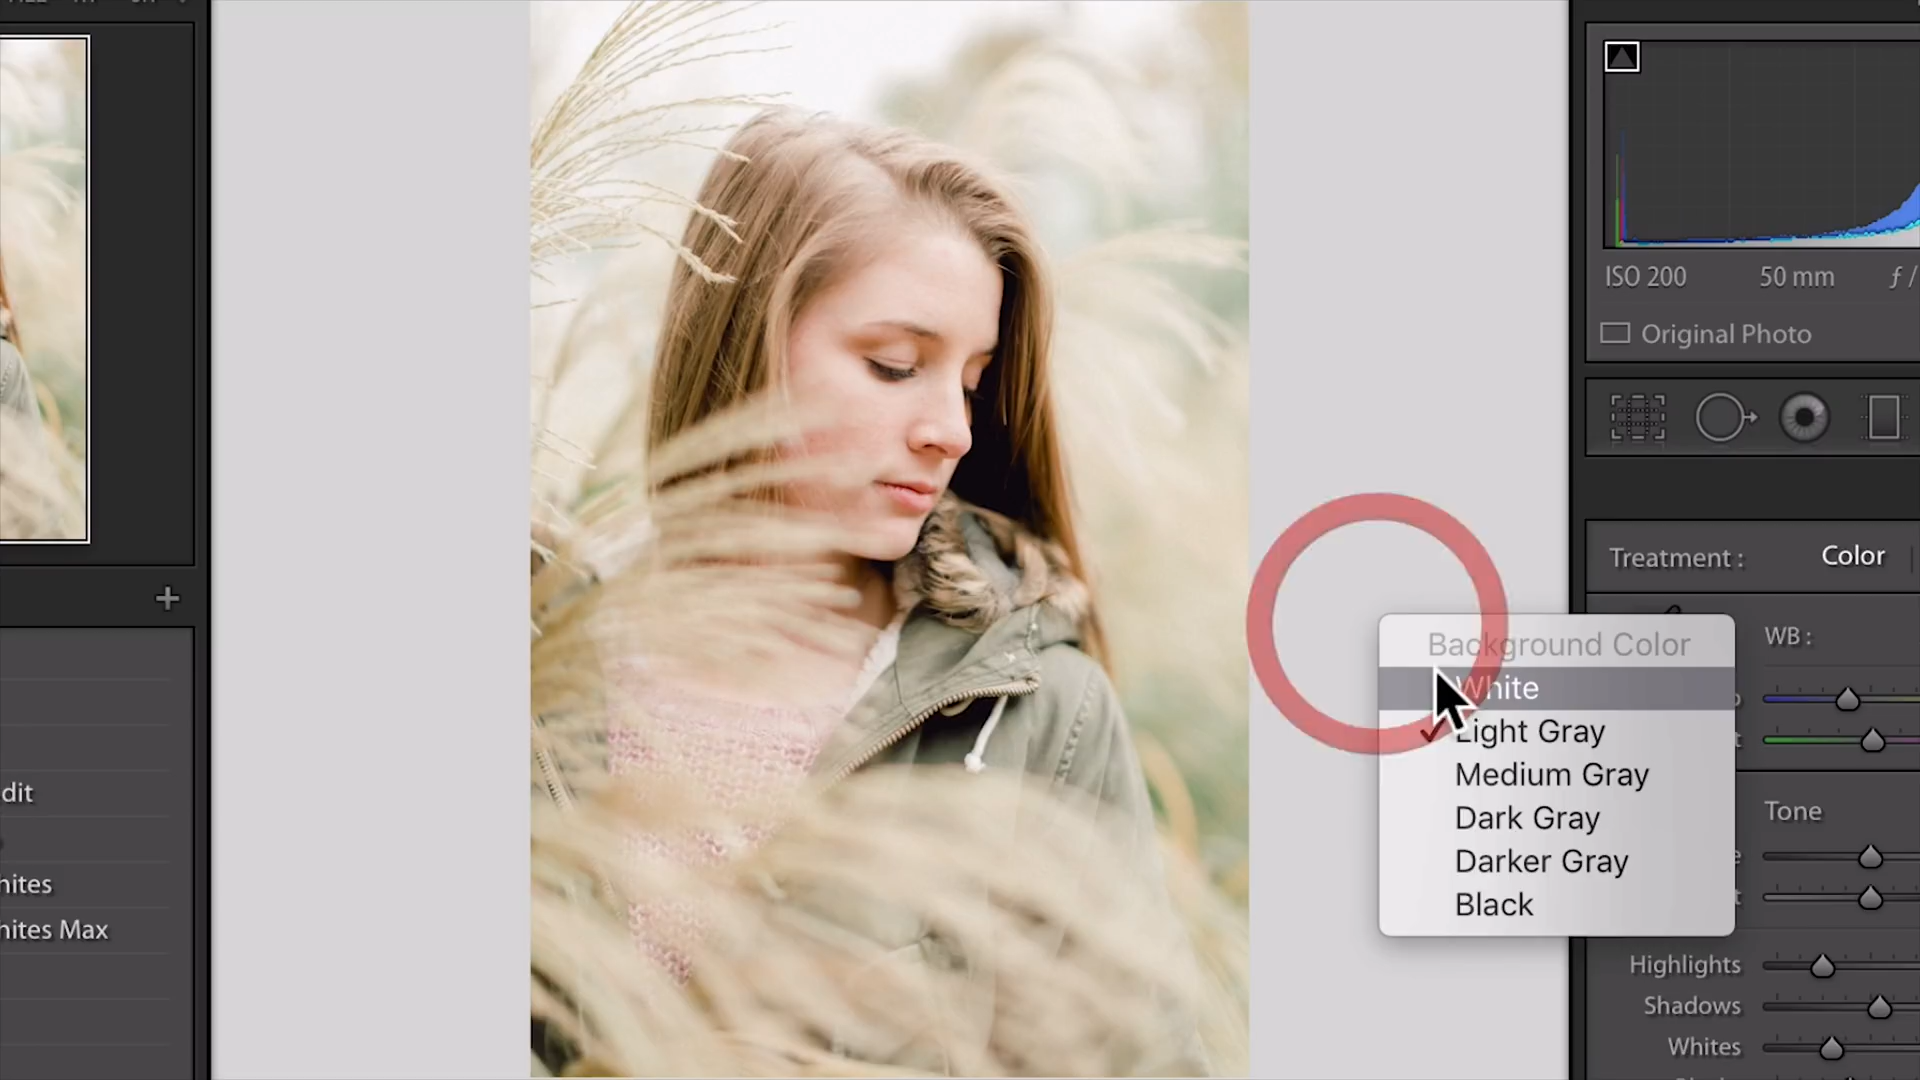 dit
hites
hites Max
ISO 200 50 mm ƒ /
Original Photo
Treatment : Color
WB :
Background Color
White
Light Gray
Medium Gray
Dark Gray
Darker Gray
Black
Tone
Highlights
Shadows
Whites